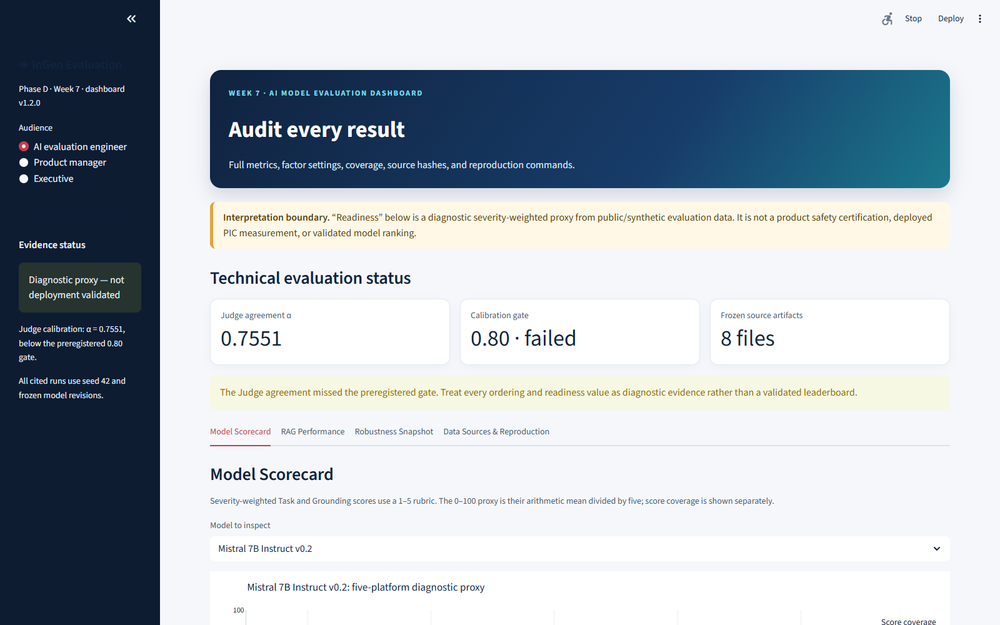 InGen Evaluation
Phase D · Week 7 · dashboard
v1.2.0
Audience
AI evaluation engineer
Product manager
Executive
Evidence status
Diagnostic proxy — not
deployment validated
Judge calibration: α = 0.7551,
below the preregistered 0.80
gate.
All cited runs use seed 42 and
frozen model revisions.
Stop
Deploy
WEEK 7 · AI MODEL EVALUATION DASHBOARD
Audit every result
Full metrics, factor settings, coverage, source hashes, and reproduction commands.
Interpretation boundary. “Readiness” below is a diagnostic severity-weighted proxy from public/synthetic evaluation data. It is not a product safety certification, deployed
PIC measurement, or validated model ranking.
Technical evaluation status
Judge agreement α
0.7551
Calibration gate
0.80 · failed
Frozen source artifacts
8 files
The Judge agreement missed the preregistered gate. Treat every ordering and readiness value as diagnostic evidence rather than a validated leaderboard.
Model Scorecard
RAG Performance
Robustness Snapshot
Data Sources & Reproduction
Model Scorecard
Severity-weighted Task and Grounding scores use a 1–5 rubric. The 0–100 proxy is their arithmetic mean divided by five; score coverage is shown separately.
Model to inspect
Mistral 7B Instruct v0.2
Mistral 7B Instruct v0.2: five-platform diagnostic proxy
100
Score coverage